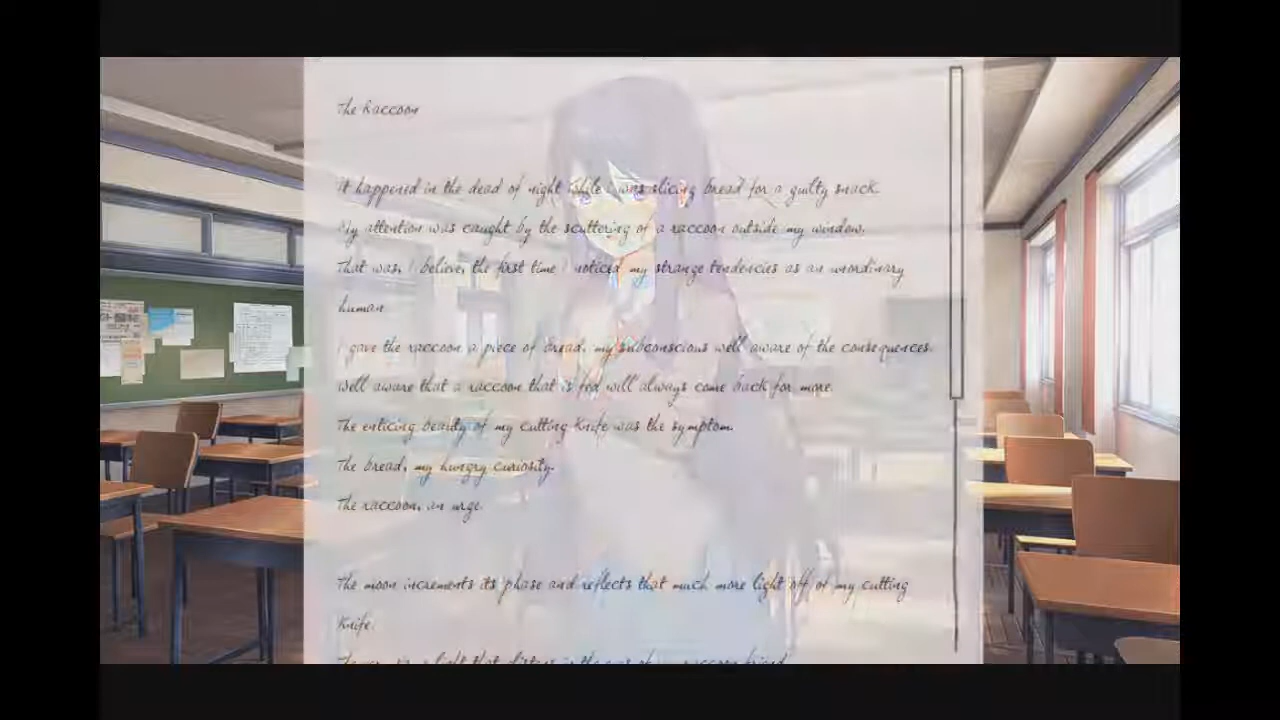 The Raccoon
It happened in the dead of night while I was slicing bread for a guilty snack.
My attention was caught by the scuttering of a raccoon outside my window.
That was, I believe, the first time I noticed my strange tendencies as an unordinary
human.
I gave the raccoon a piece of bread, my subconscious well aware of the consequences.
Well aware that a raccoon that is fed will always come back for more.
The enticing beauty of my cutting knife was the symptom.
The bread, my hungry curiosity.
The raccoon, an urge.
The moon increments its phase and reflects that much more light off of my cutting
knife.